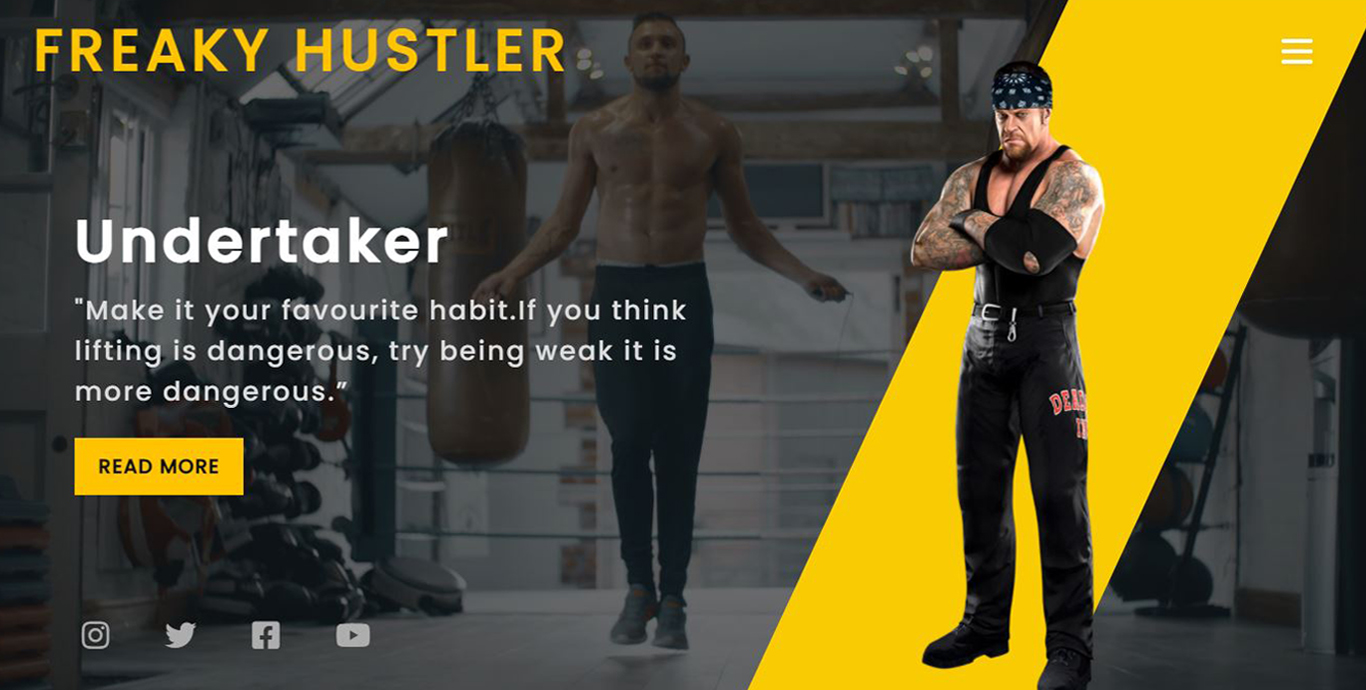 FREAKY HUSTLER
Undertaker
"Make it your favourite habit.If you think
lifting is dangerous, try being weak it is
more dangerous.”
READ MORE